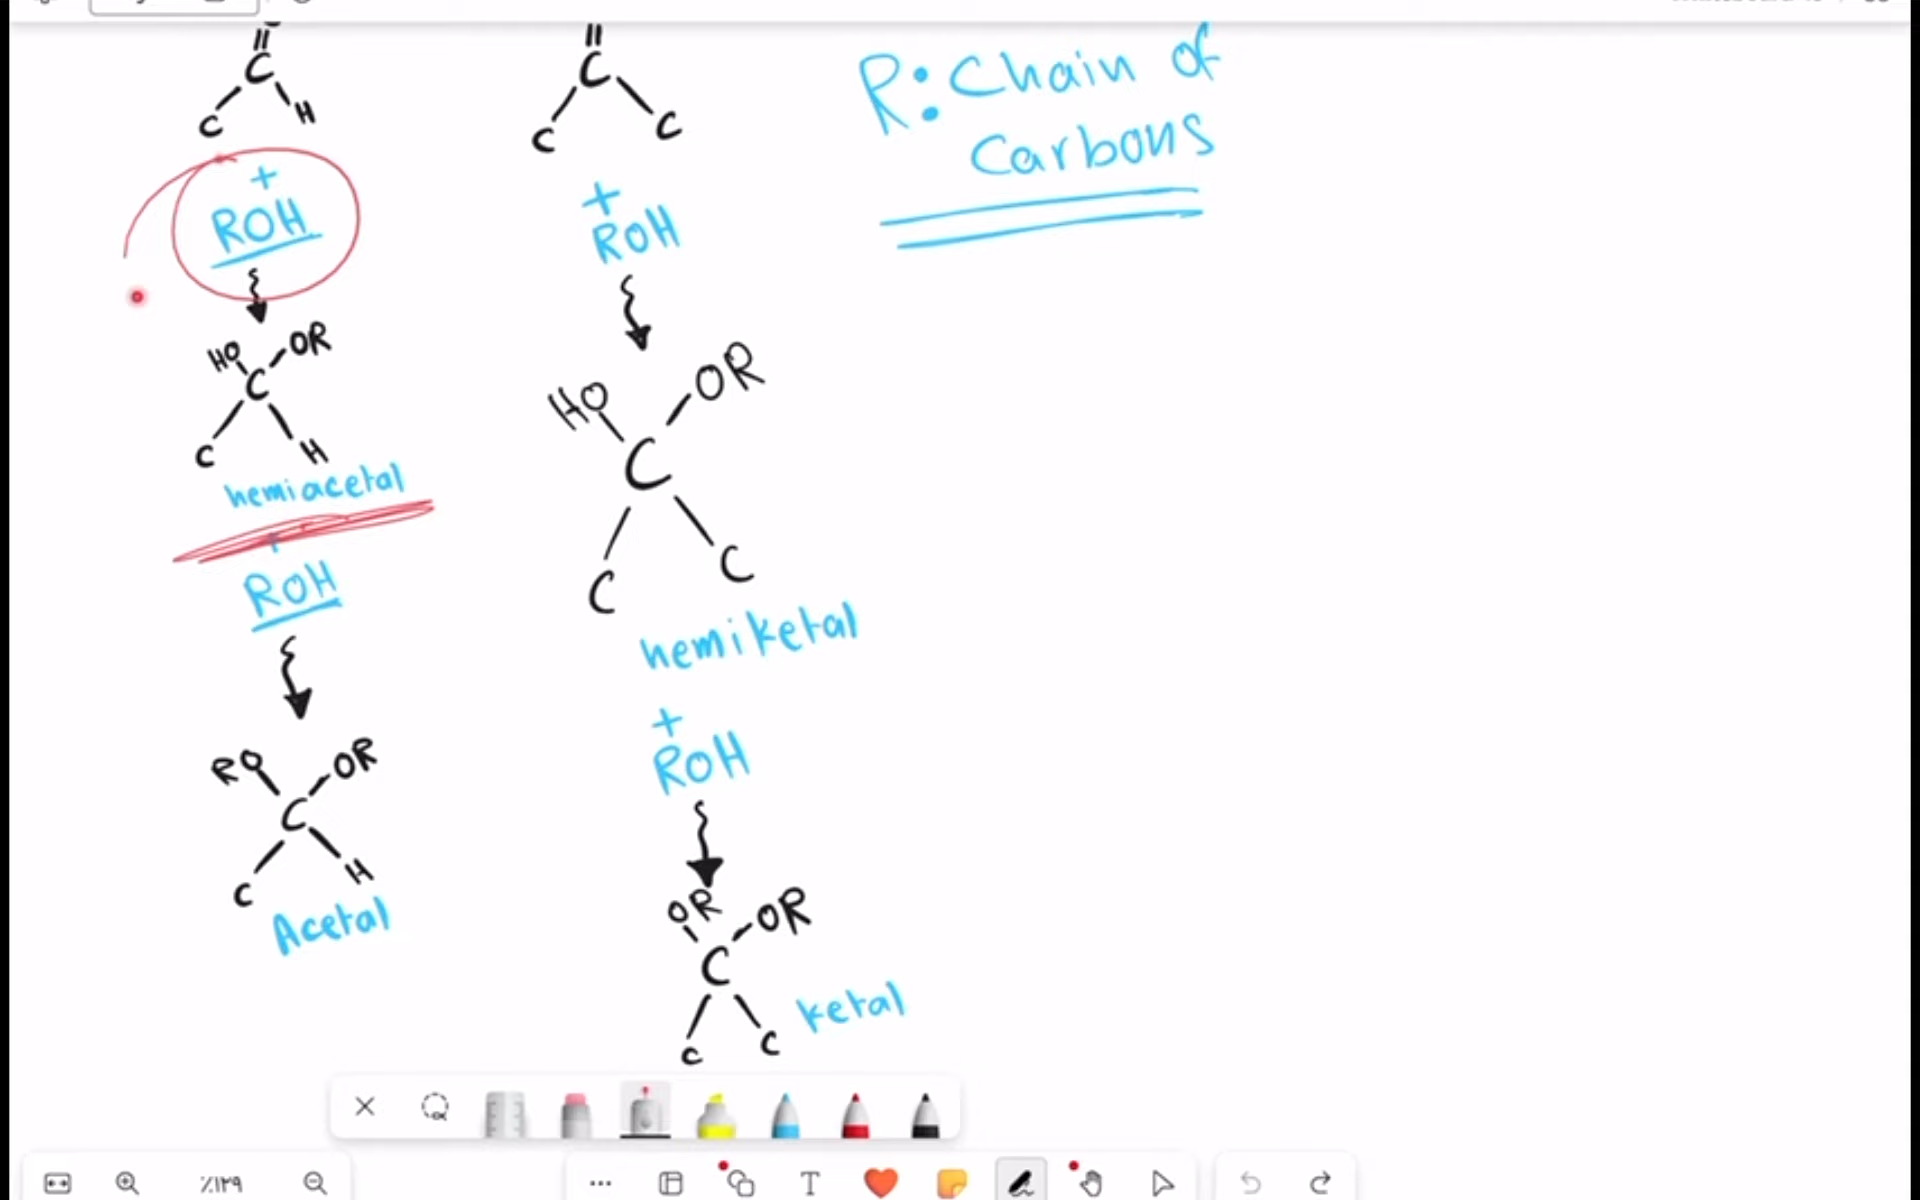 C
C H
+
ROH
HO OR
C
C H
hemiacetal
+
ROH
RO OR
C
C H
Acetal
C
C C
+
ROH
HO OR
C
C C
hemiketal
+
ROH
OR OR
C
C C
ketal
R: Chain of
Carbons
٪١٢٩
T